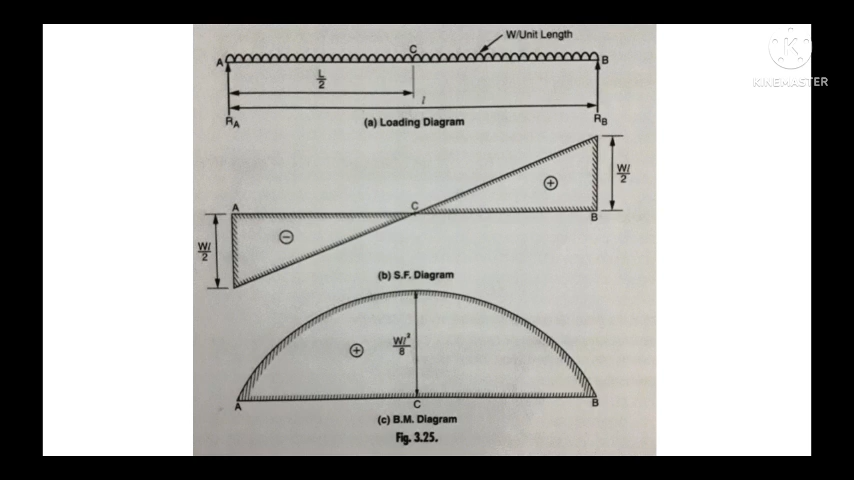 W/Unit Length
A
C
B
L/2
l
RA
RB
(a) Loading Diagram
KINEMASTER
Wl/2
+
A
C
B
Wl/2
−
(b) S.F. Diagram
Wl²/8
+
A
C
B
(c) B.M. Diagram
Fig. 3.25.